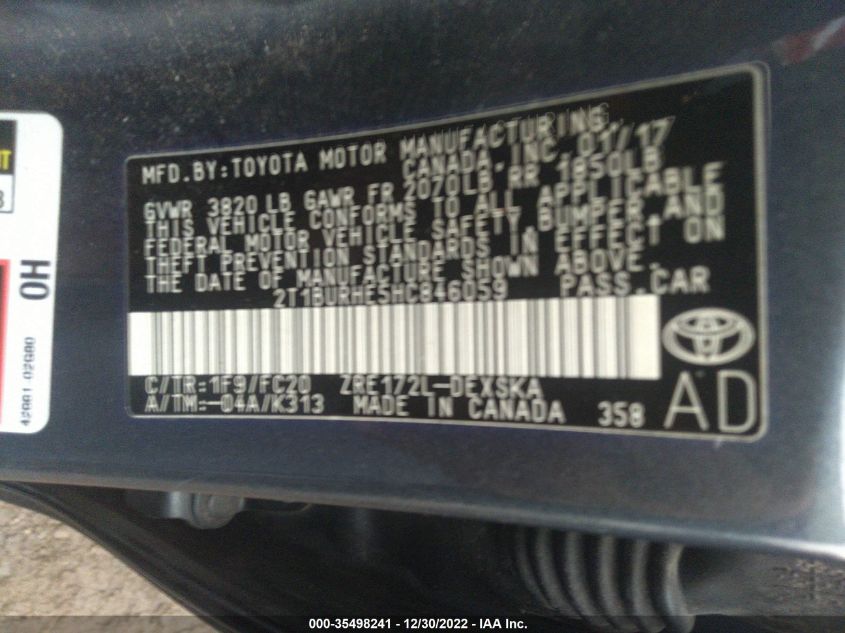 MFD.BY:TOYOTA MOTOR MANUFACTURING
CANADA,INC. 01/17
GVWR 3820 LB GAWR FR 2070LB RR 1850LB
THIS VEHICLE CONFORMS TO ALL APPLICABLE
FEDERAL MOTOR VEHICLE SAFETY,BUMPER,AND
THEFT PREVENTION STANDARDS IN EFFECT ON
THE DATE OF MANUFACTURE SHOWN ABOVE.
2T1BURHE5HC846059 PASS.CAR
C/TR:1F9/FC20 ZRE172L-DEXSKA
A/TM:-04A/K313 MADE IN CANADA 358
AD
OH
000-35498241 - 12/30/2022 - IAA Inc.